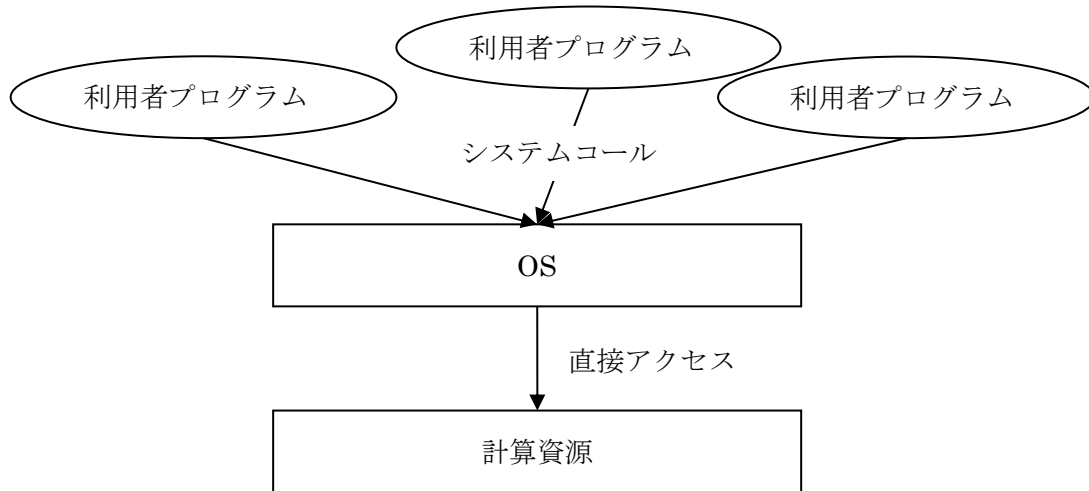 利用者プログラム
利用者プログラム
利用者プログラム
システムコール
OS
直接アクセス
計算資源